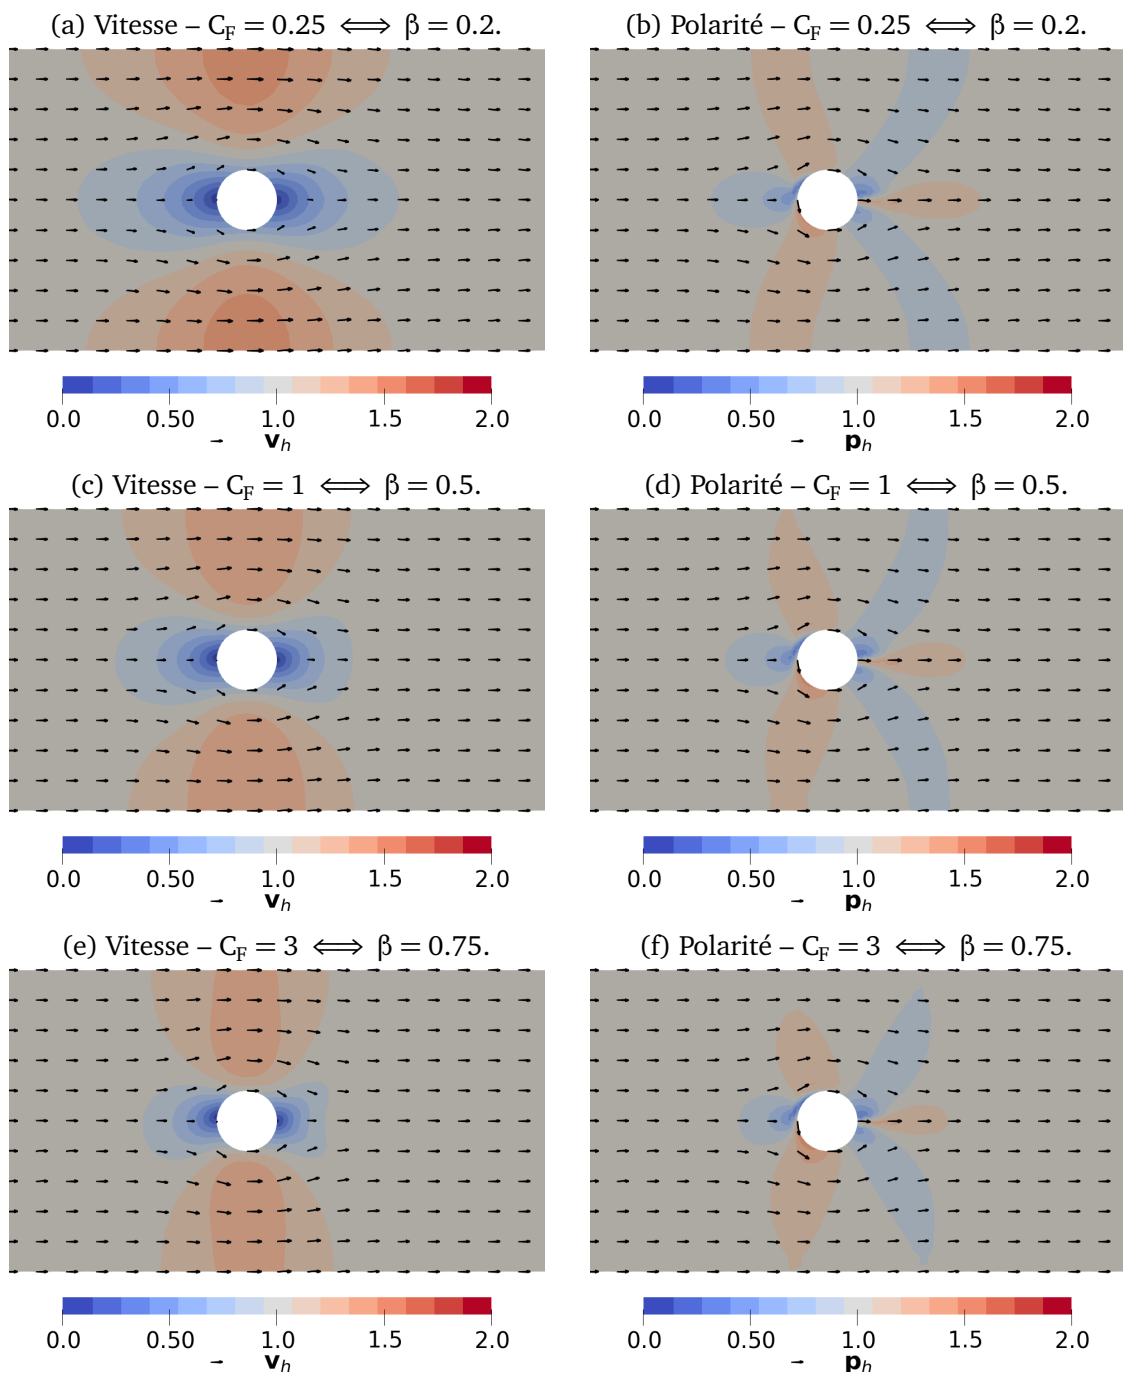 (a) Vitesse – C_F = 0.25 ⟺ β = 0.2.
(b) Polarité – C_F = 0.25 ⟺ β = 0.2.
0.0 0.50 1.0 1.5 2.0
v_h
0.0 0.50 1.0 1.5 2.0
p_h
(c) Vitesse – C_F = 1 ⟺ β = 0.5.
(d) Polarité – C_F = 1 ⟺ β = 0.5.
0.0 0.50 1.0 1.5 2.0
v_h
0.0 0.50 1.0 1.5 2.0
p_h
(e) Vitesse – C_F = 3 ⟺ β = 0.75.
(f) Polarité – C_F = 3 ⟺ β = 0.75.
0.0 0.50 1.0 1.5 2.0
v_h
0.0 0.50 1.0 1.5 2.0
p_h